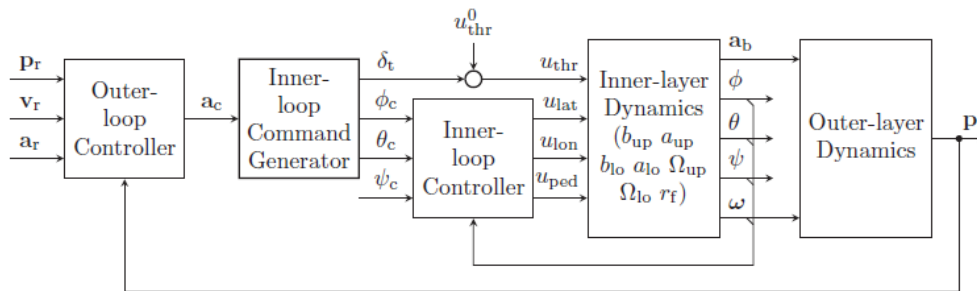 u⁰thr
pr
vr
ar
Outer-
loop
Controller
ac
Inner-
loop
Command
Generator
δt
ϕc
θc
ψc
Inner-
loop
Controller
uthr
ulat
ulon
uped
Inner-layer
Dynamics
(bup aup
blo alo Ωup
Ωlo rf)
ab
ϕ
θ
ψ
ω
Outer-layer
Dynamics
p